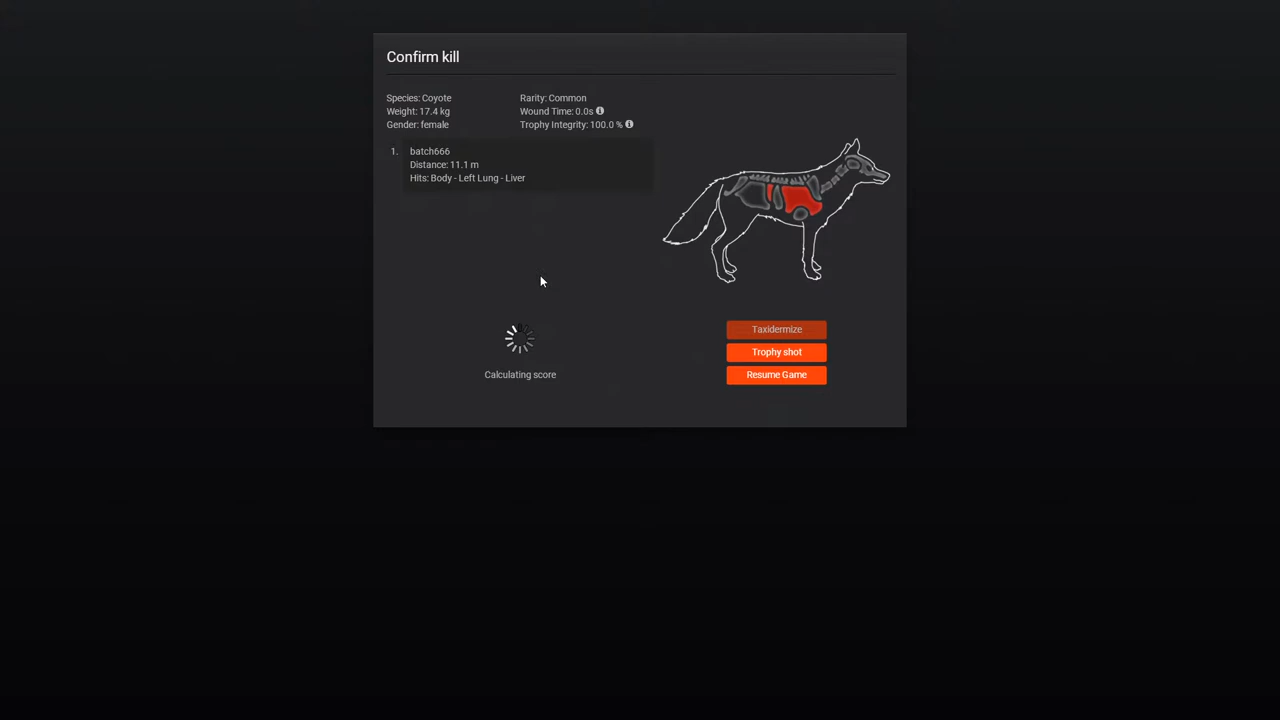 Confirm kill
Species: Coyote
Rarity: Common
Weight: 17.4 kg
Wound Time: 0.0s
Gender: female
Trophy Integrity: 100.0 %
1. batch666
Distance: 11.1 m
Hits: Body - Left Lung - Liver
Taxidermize
Trophy shot
Resume Game
Calculating score